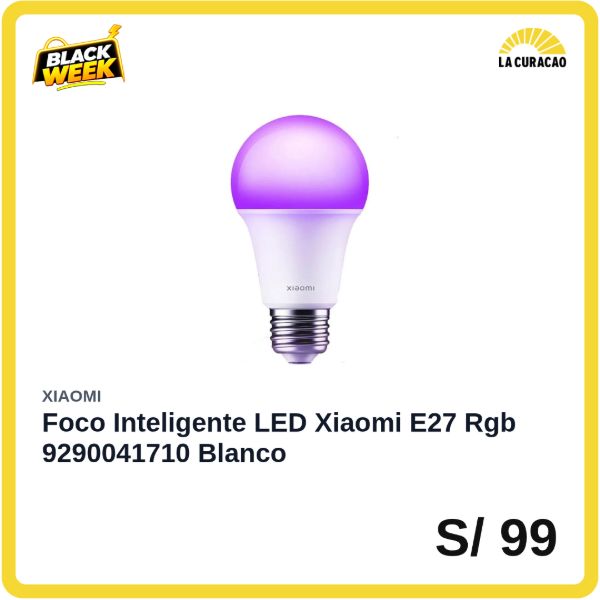 BLACK
WEEK
LA CURACAO
xiaomi
XIAOMI
Foco Inteligente LED Xiaomi E27 Rgb
9290041710 Blanco
S/ 99